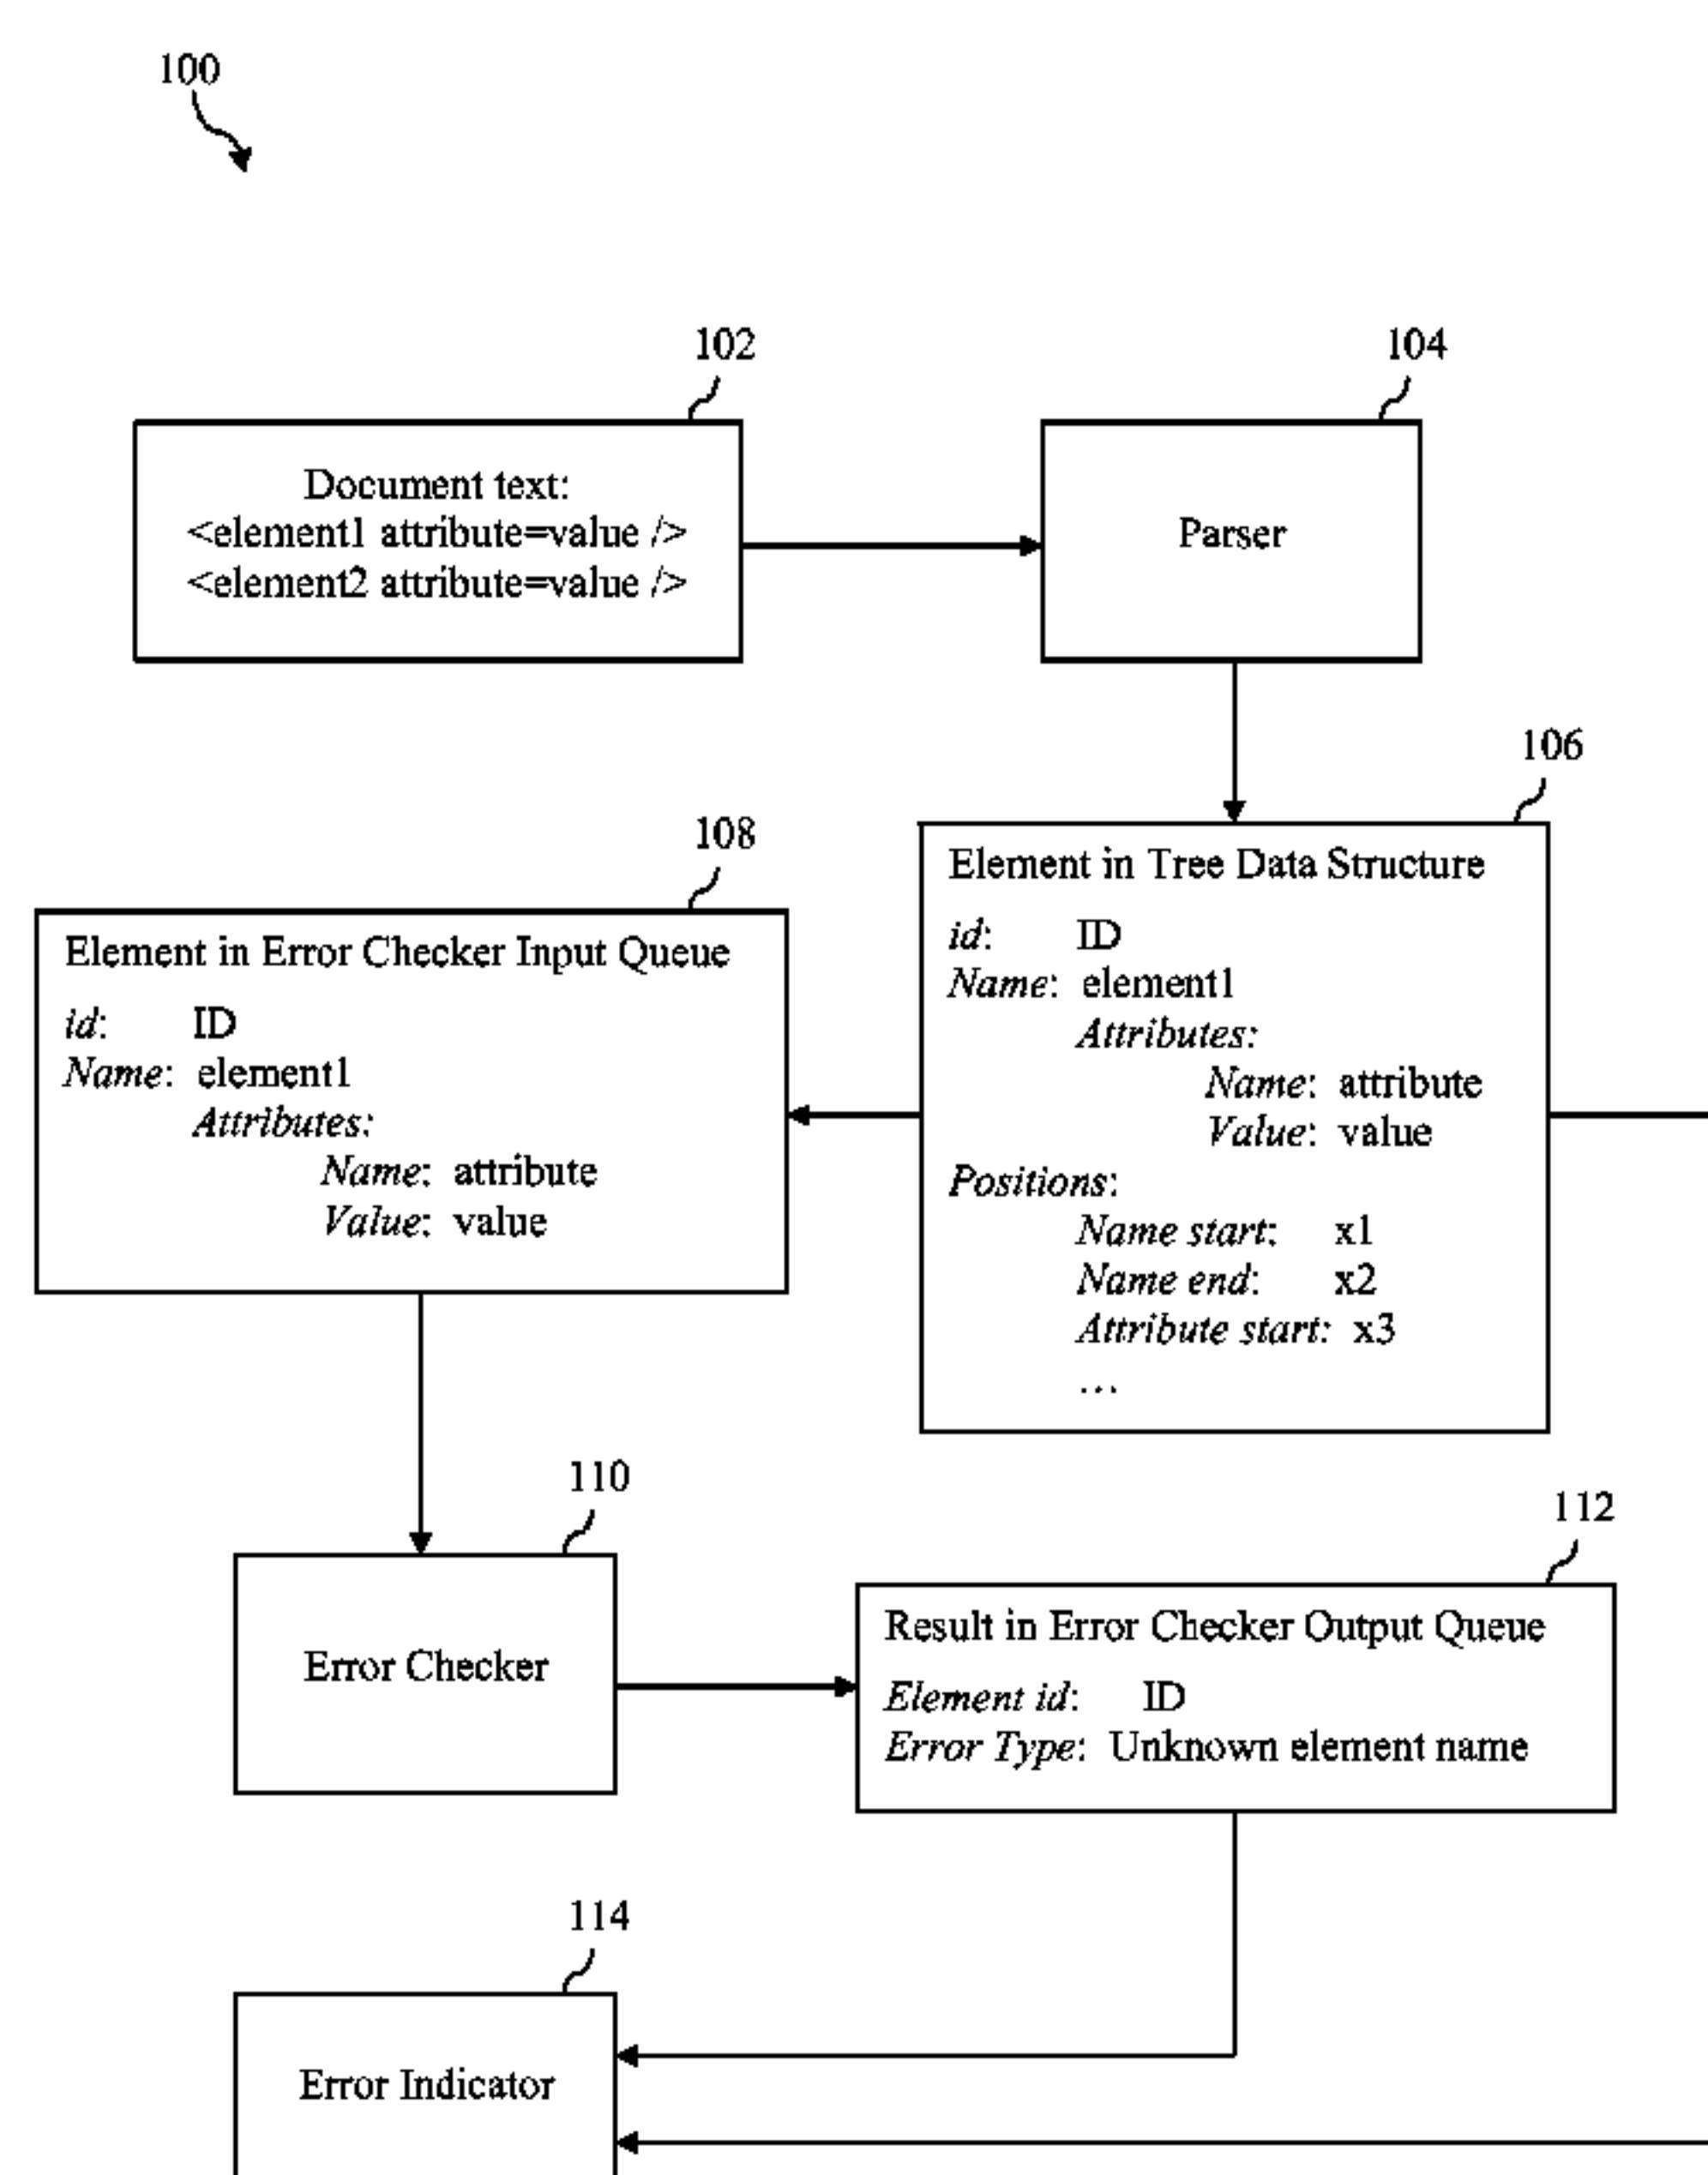 100
102
Document text:
<element1 attribute=value />
<element2 attribute=value />
104
Parser
106
Element in Tree Data Structure
id: ID
Name: element1
Attributes:
Name: attribute
Value: value
Positions:
Name start: x1
Name end: x2
Attribute start: x3
...
108
Element in Error Checker Input Queue
id: ID
Name: element1
Attributes:
Name: attribute
Value: value
110
Error Checker
112
Result in Error Checker Output Queue
Element id: ID
Error Type: Unknown element name
114
Error Indicator